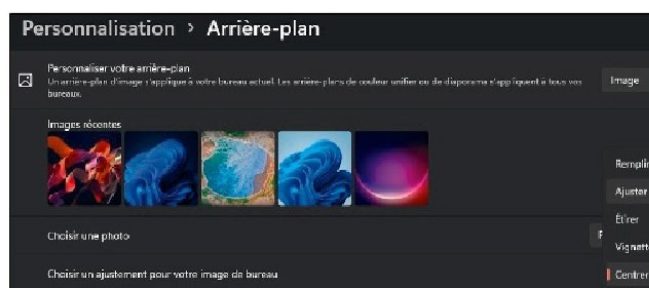 Personnalisation > Arrière-plan
Personnaliser votre arrière-plan
Un arrière-plan d'image s'applique à votre bureau actuel. Les arrière-plans de couleur unifier ou de diaporama s'appliquent à tous vos
bureaux.
Image
Images récentes
Remplir
Ajuster
Étirer
Choisir une photo
P
Vignett
Choisir un ajustement pour votre image de bureau
Centrer